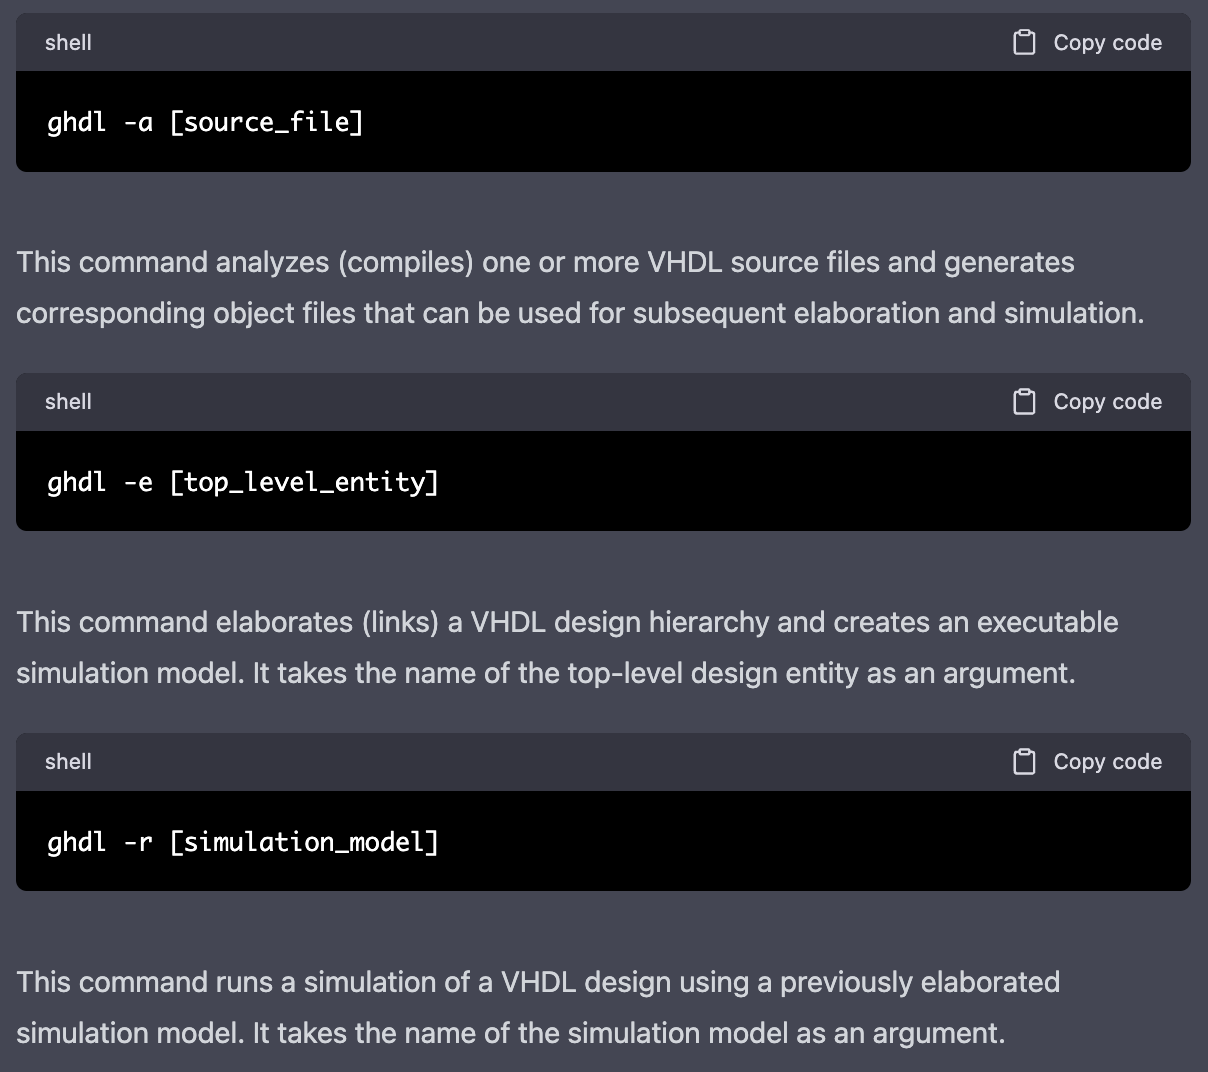 shell
Copy code
ghdl -a [source_file]
This command analyzes (compiles) one or more VHDL source files and generates
corresponding object files that can be used for subsequent elaboration and simulation.
shell
Copy code
ghdl -e [top_level_entity]
This command elaborates (links) a VHDL design hierarchy and creates an executable
simulation model. It takes the name of the top-level design entity as an argument.
shell
Copy code
ghdl -r [simulation_model]
This command runs a simulation of a VHDL design using a previously elaborated
simulation model. It takes the name of the simulation model as an argument.